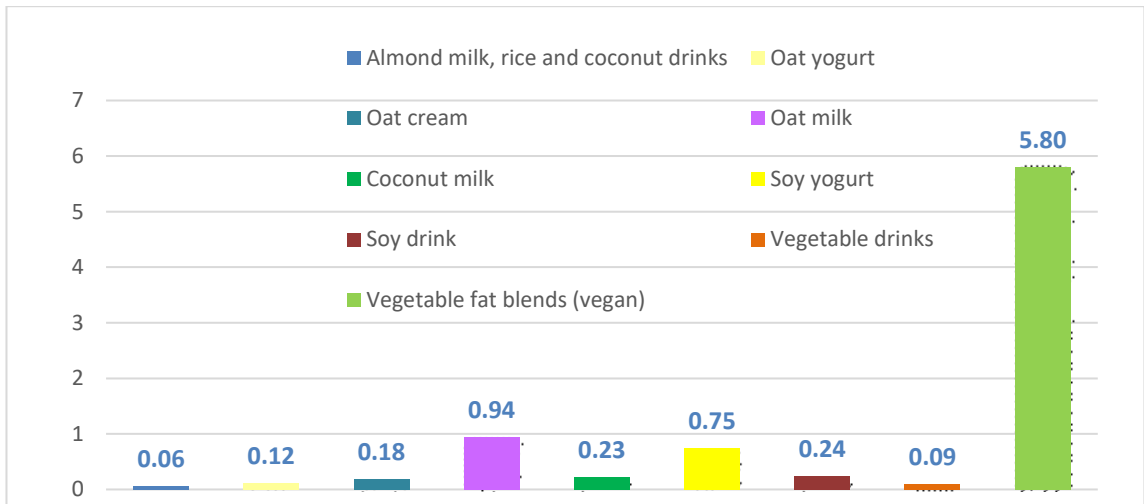 Almond milk, rice and coconut drinks Oat yogurt
7
Oat cream Oat milk
5.80
6
Coconut milk Soy yogurt
5
Soy drink Vegetable drinks
4
Vegetable fat blends (vegan)
3
2
0.94
0.75
1
0.06 0.12 0.18 0.23 0.24 0.09
0